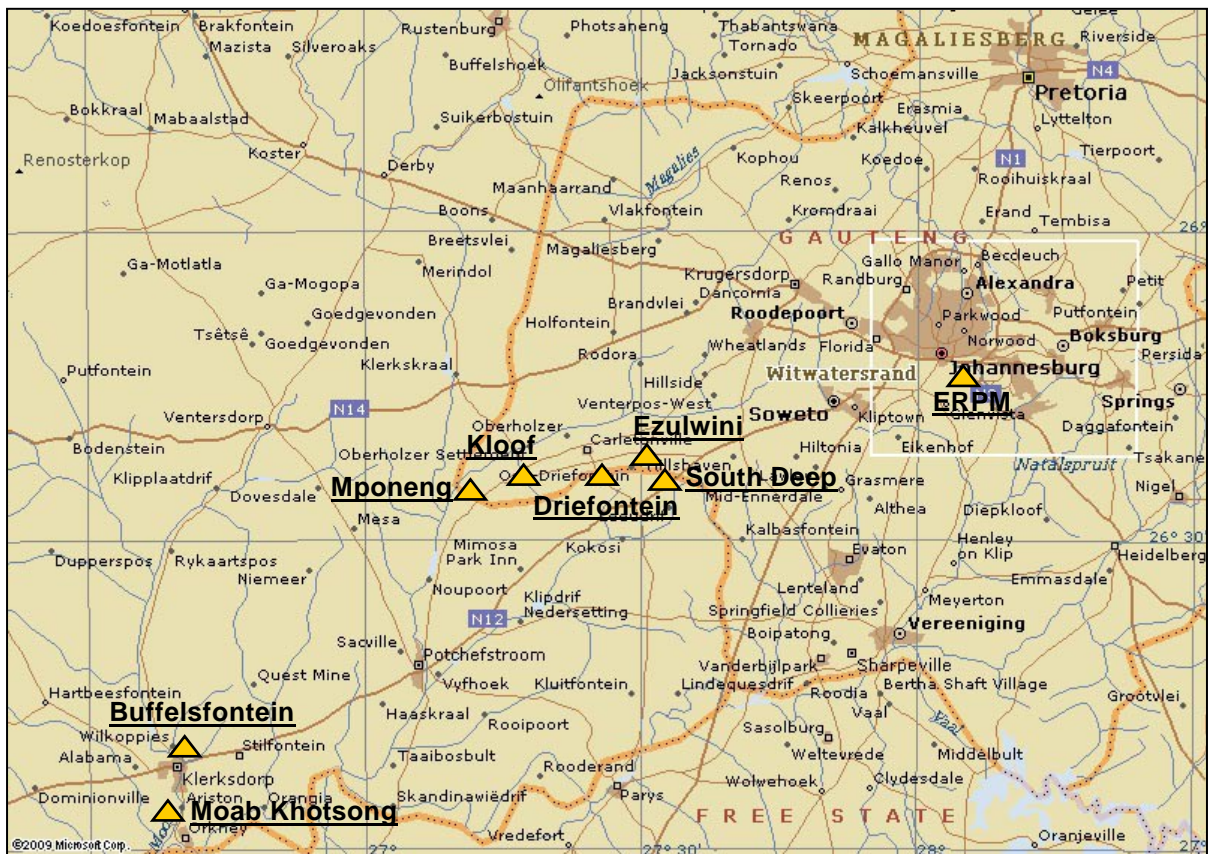 Koedoesfontein
Brakfontein
Rustenburg
Photsaneng
Thabantswana
Mazista
Silveroaks
Tornado
MAGALIESBERG
Riverside
Buffelshoek
Jacksonstuin
Schoemansville
N4
Olifantshoek
Pretoria
Bokkraal
Mabaalstad
Suikerbostuin
Skeerpoort
Erasmia
Lyttelton
Kalkheuvel
Renosterkop
Koster
Derby
Kophou
Koedoe
N1
Tierpoort
Magalies
Maanhaarrand
Renos
Rooihuiskraal
Boons
Vlakfontein
Kromdraai
Erand
Tembisa
Breetsvlei
Magaliesberg
GAUTENG
26°
Ga-Motlatla
Merindol
Krugersdorp
Gallo Manor
Beccleuch
Randburg
Petit
Ga-Mogopa
Brandvlei
Dancornia
Alexandra
Goedgevonden
Holfontein
Roodepoort
Parkwood
Putfontein
Tsêtsê
Goedgevonden
Wheatlands
Florida
Norwood
Boksburg
Rodora
Persida
Putfontein
Klerkskraal
Hillside
Witwatersrand
Johannesburg
ERPM
Springs
N14
Ventersdorp
Venterpos-West
Soweto
Kliptown
Glenvista
Oberholzer
Ezulwini
Daggafontein
Bodenstein
Kloof
Carletonville
Hiltonia
Eikenhof
Oberholzer
Hillshaven
Natalspruit
Tsakane
Klipplaatdrif
Dovesdale
Mponeng
Driefontein
South Deep
Grasmere
Nigel
Driefontein
Mid-Ennerdale
Althea
Diepkloof
Mesa
Kalbasfontein
Dupperspos
Rykaartspos
Mimosa
Park Inn
Kokosi
Evaton
Henley
on Klip
26° 30'
Heidelberg
Niemeer
Noupoort
Klipdrif
Nedersetting
Lenteland
Emmasdale
Meyerton
N12
Springfield Collieries
Sacville
Boipatong
Vereeniging
Potchefstroom
Vanderbijlpark
Sharpeville
Quest Mine
Vyfhoek
Kluitfontein
Lindequesdrif
Roodia
Bertha Shaft Village
Hartbeesfontein
Grootvlei
Buffelsfontein
Haaskraal
Rooipoort
Vaal
Vaal
Wilkoppies
Stilfontein
Sasolburg
Alabama
Taaibosbult
Weltevrede
Middelbult
Klerksdorp
Rooderand
Wolwehoek
Clydesdale
Dominionville
Ariston
Orangia
Skandinawiëdrif
Parys
Moab Khotsong
FREE STATE
Orkney
Vredefort
Oranjeville
©2009 Microsoft Corp.
27°
27° 30'
28°